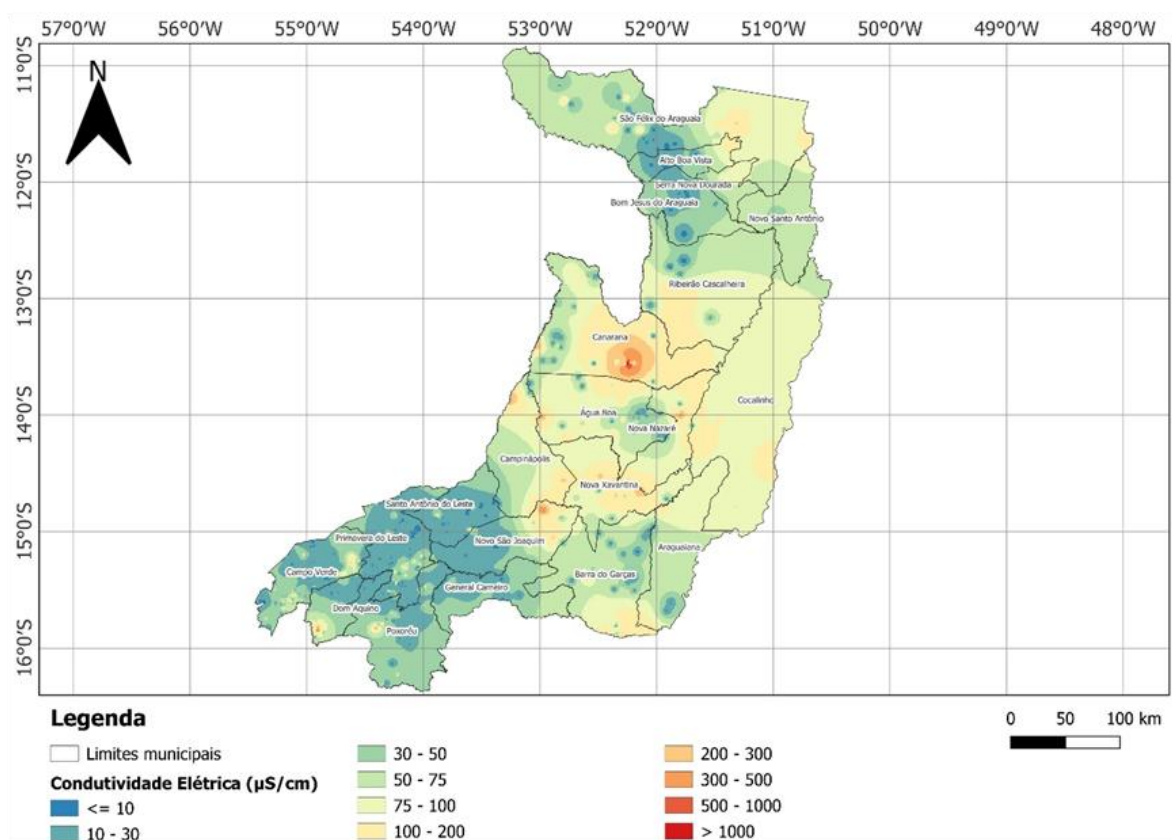 57°0'W 56°0'W 55°0'W 54°0'W 53°0'W 52°0'W 51°0'W 50°0'W 49°0'W 48°0'W
11°0'S
N
São Félix do Araguaia
Alto Boa Vista
12°0'S
Serra Nova Dourada
Bom Jesus do Araguaia
Novo Santo Antônio
Ribeirão Cascalheira
13°0'S
Canarana
Cocalinho
14°0'S
Água Boa
Nova Nazaré
Campinápolis
Nova Xavantina
Santo Antônio do Leste
15°0'S
Primavera do Leste
Novo São Joaquim
Araguaiana
Campo Verde
Barra do Garças
General Carneiro
Dom Aquino
Poxoréu
16°0'S
Legenda
0 50 100 km
Limites municipais
Condutividade Elétrica (µS/cm)
<= 10
10 - 30
30 - 50
50 - 75
75 - 100
100 - 200
200 - 300
300 - 500
500 - 1000
> 1000